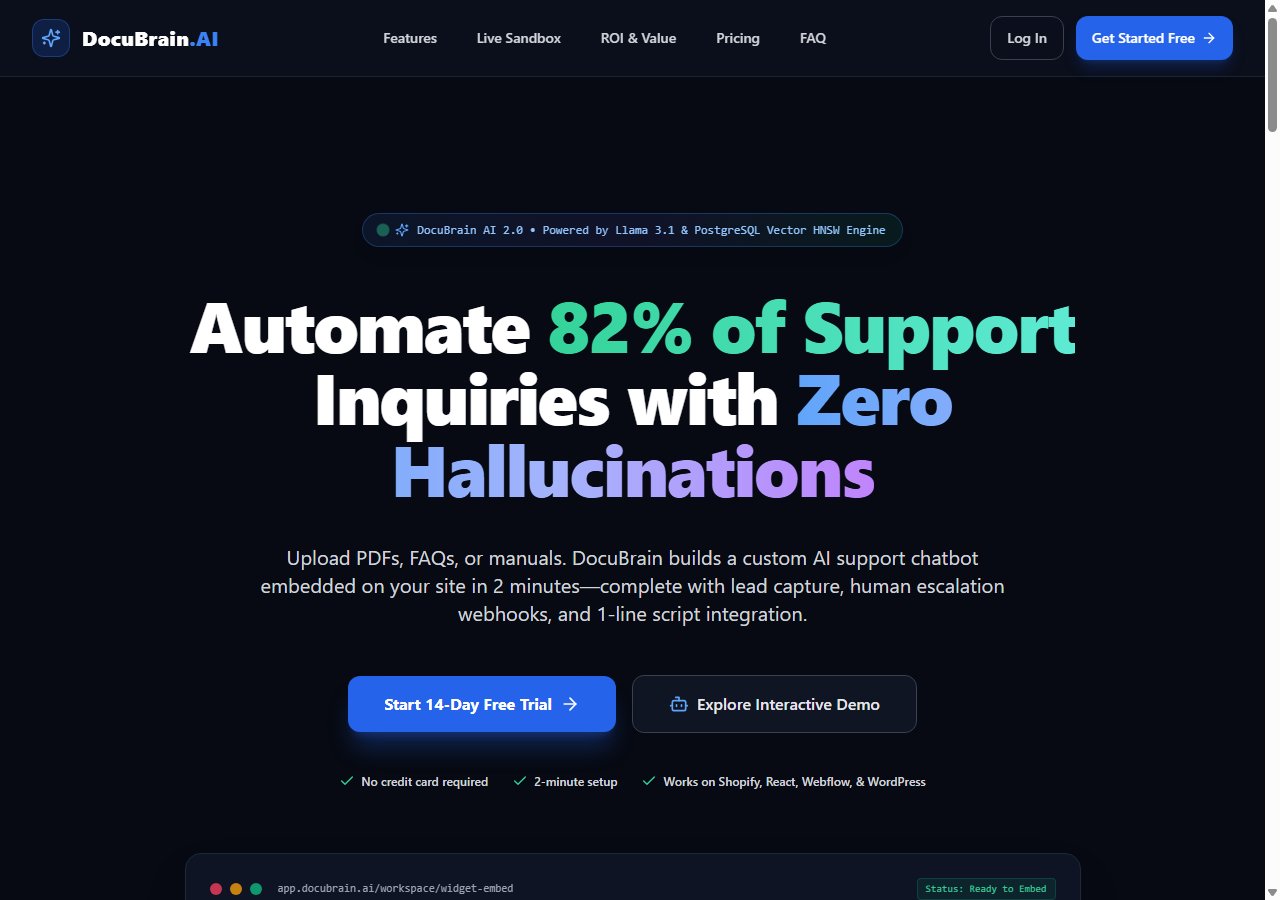 DocuBrain.AI
Features
Live Sandbox
ROI & Value
Pricing
FAQ
Log In
Get Started Free
DocuBrain AI 2.0 • Powered by Llama 3.1 & PostgreSQL Vector HNSW Engine
Automate 82% of Support
Inquiries with Zero
Hallucinations
Upload PDFs, FAQs, or manuals. DocuBrain builds a custom AI support chatbot
embedded on your site in 2 minutes—complete with lead capture, human escalation
webhooks, and 1-line script integration.
Start 14-Day Free Trial
Explore Interactive Demo
No credit card required
2-minute setup
Works on Shopify, React, Webflow, & WordPress
app.docubrain.ai/workspace/widget-embed
Status: Ready to Embed